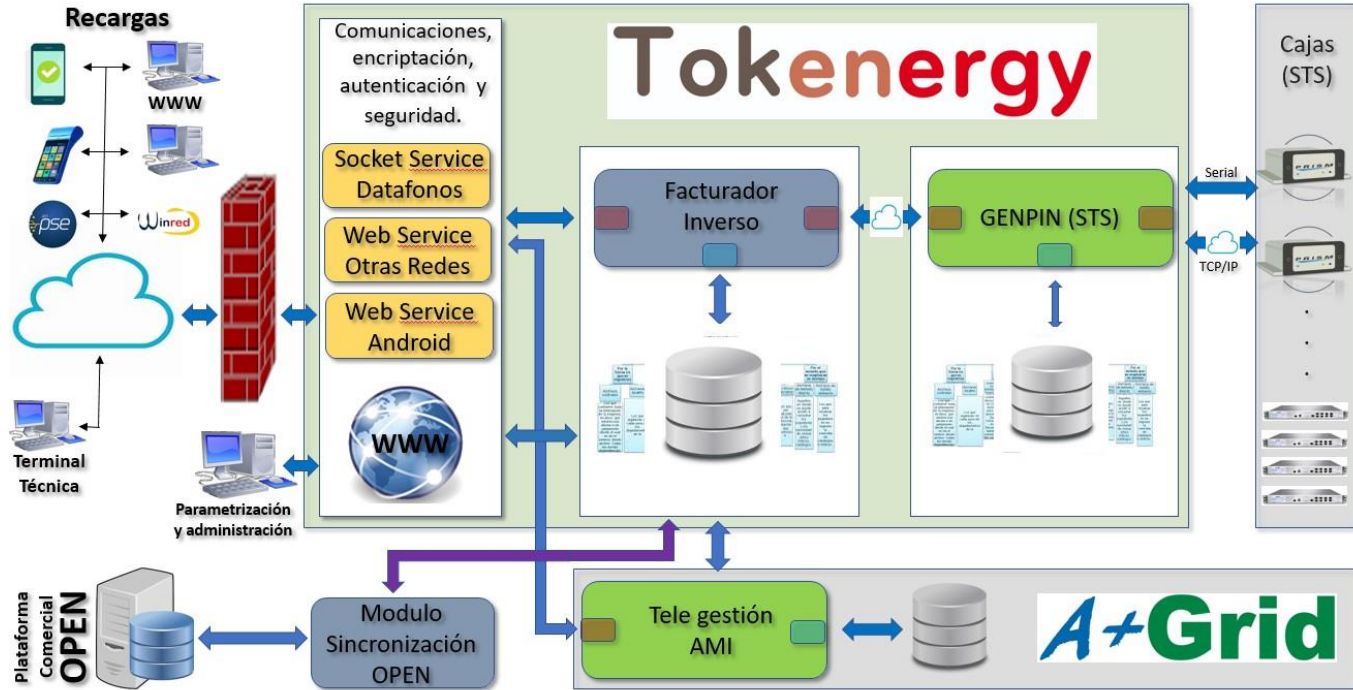 Recargas
WWW
pse
Winred
Terminal
Técnica
Comunicaciones,
encriptación,
autenticación y
seguridad.
Socket Service
Datafonos
Web Service
Otras Redes
Web Service
Android
WWW
Parametrización
y administración
Tokenergy
Facturador
Inverso
GENPIN (STS)
Serial
TCP/IP
Cajas
(STS)
PRISM
PRISM
.
.
.
Plataforma
Comercial
OPEN
Modulo
Sincronización
OPEN
Tele gestión
AMI
A+Grid